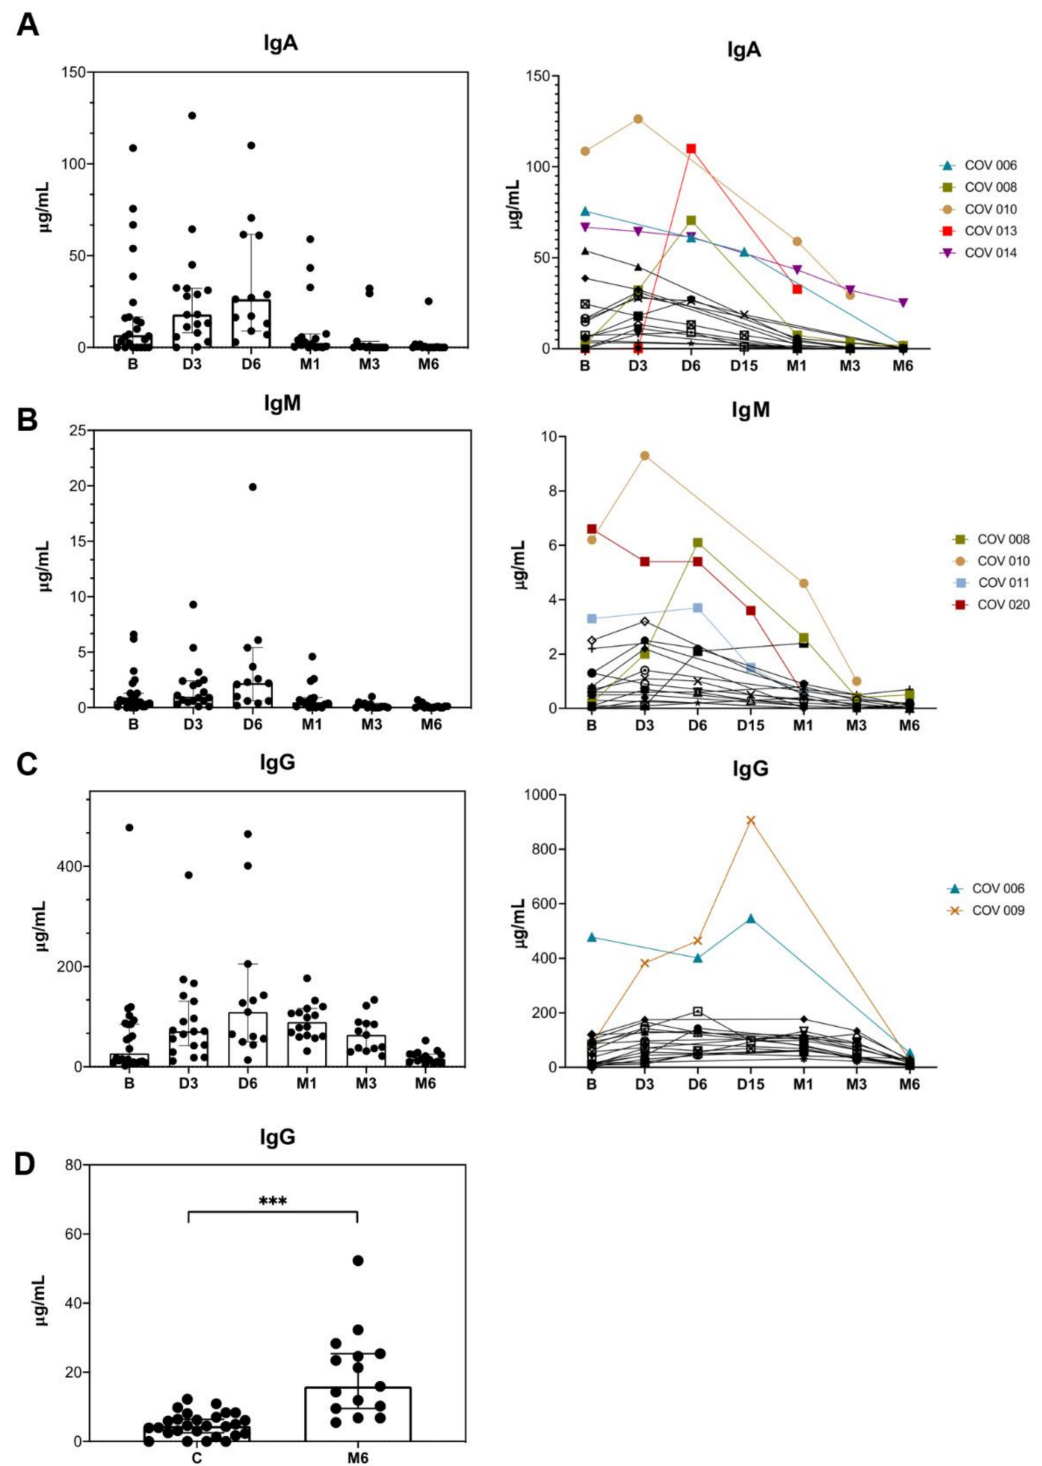 A
IgA
IgA
150
100
50
0
µg/mL
B D3 D6 M1 M3 M6
150
100
50
0
µg/mL
B D3 D6 D15 M1 M3 M6
COV 006
COV 008
COV 010
COV 013
COV 014
B
IgM
IgM
25
20
15
10
5
0
µg/mL
B D3 D6 M1 M3 M6
10
8
6
4
2
0
µg/mL
B D3 D6 D15 M1 M3 M6
COV 008
COV 010
COV 011
COV 020
C
IgG
IgG
400
200
0
µg/mL
B D3 D6 M1 M3 M6
1000
800
600
400
200
0
µg/mL
B D3 D6 D15 M1 M3 M6
COV 006
COV 009
D
IgG
80
60
40
20
0
µg/mL
***
C M6